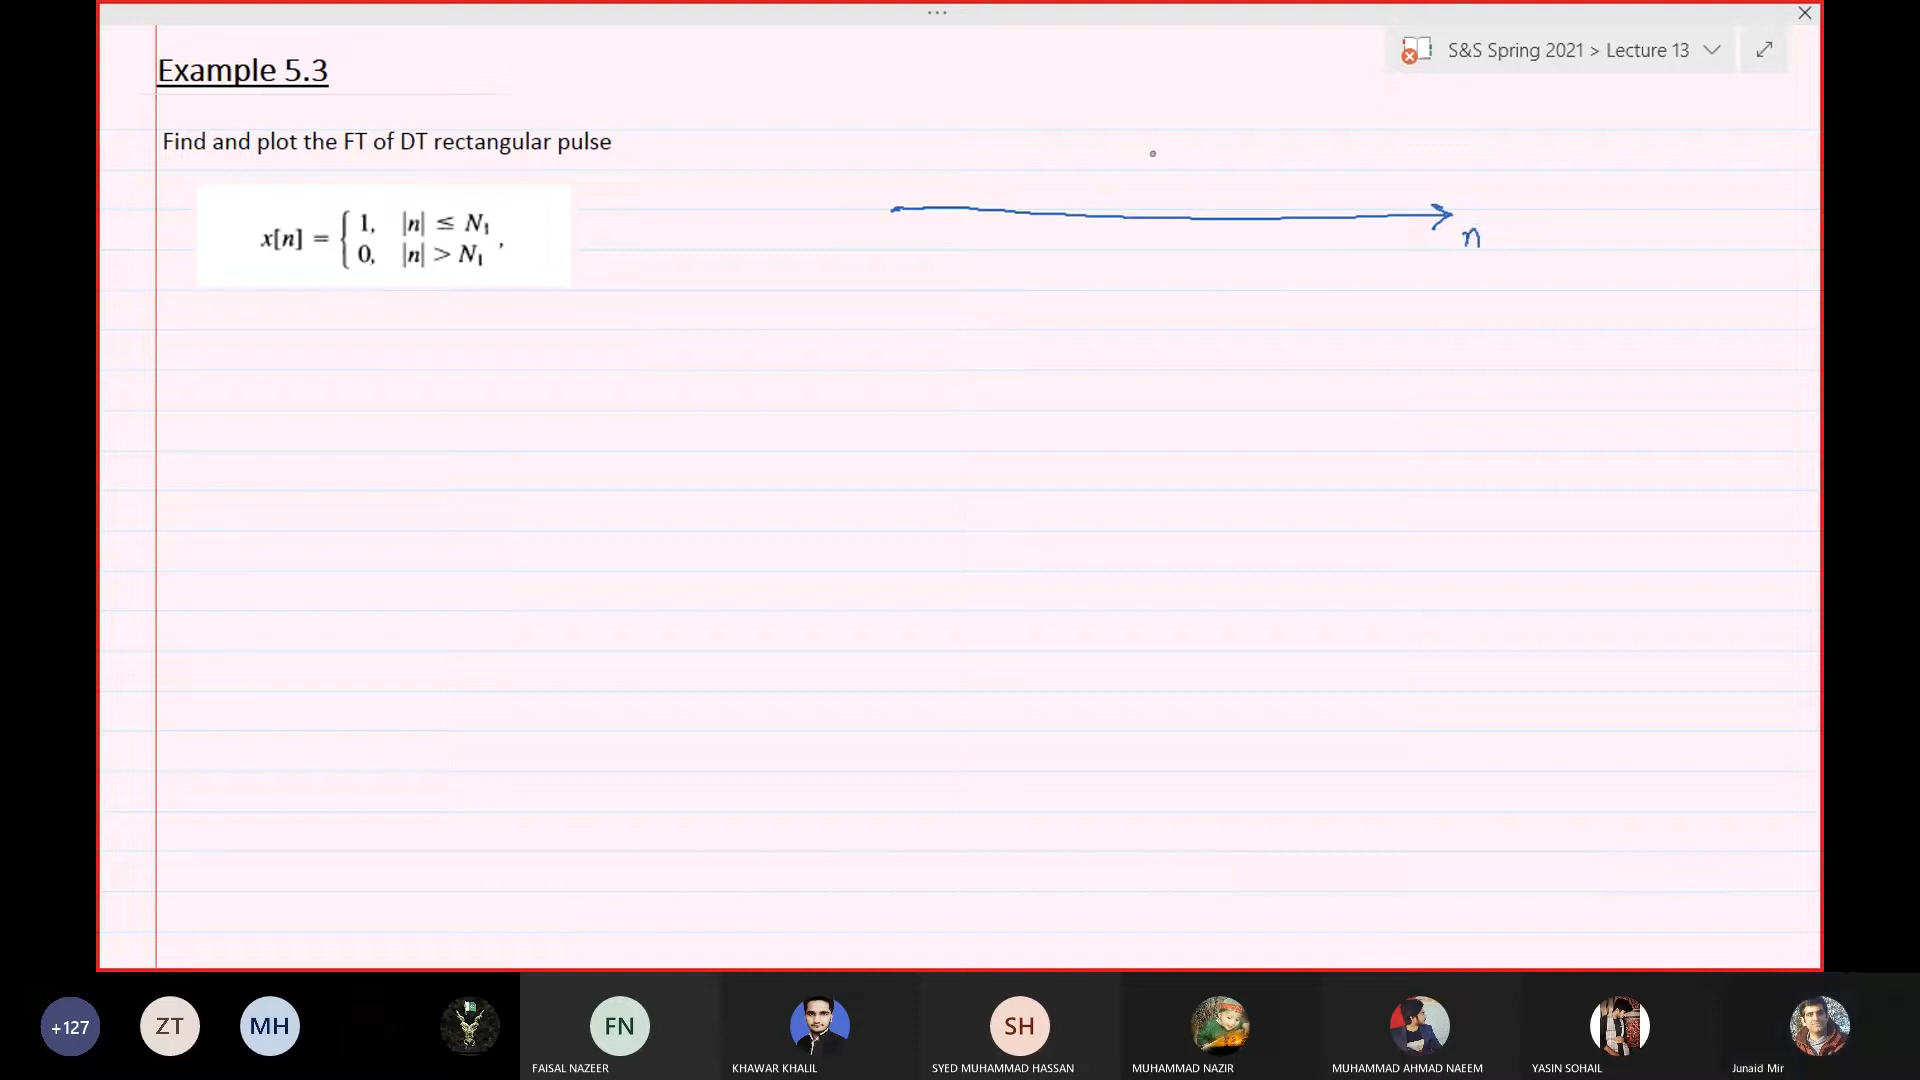 S&S Spring 2021 > Lecture 13
Example 5.3
Find and plot the FT of DT rectangular pulse
x[n] = { 1, |n| ≤ N₁
0, |n| > N₁ ,
n
+127
ZT
MH
FN
SH
FAISAL NAZEER
KHAWAR KHALIL
SYED MUHAMMAD HASSAN
MUHAMMAD NAZIR
MUHAMMAD AHMAD NAEEM
YASIN SOHAIL
Junaid Mir